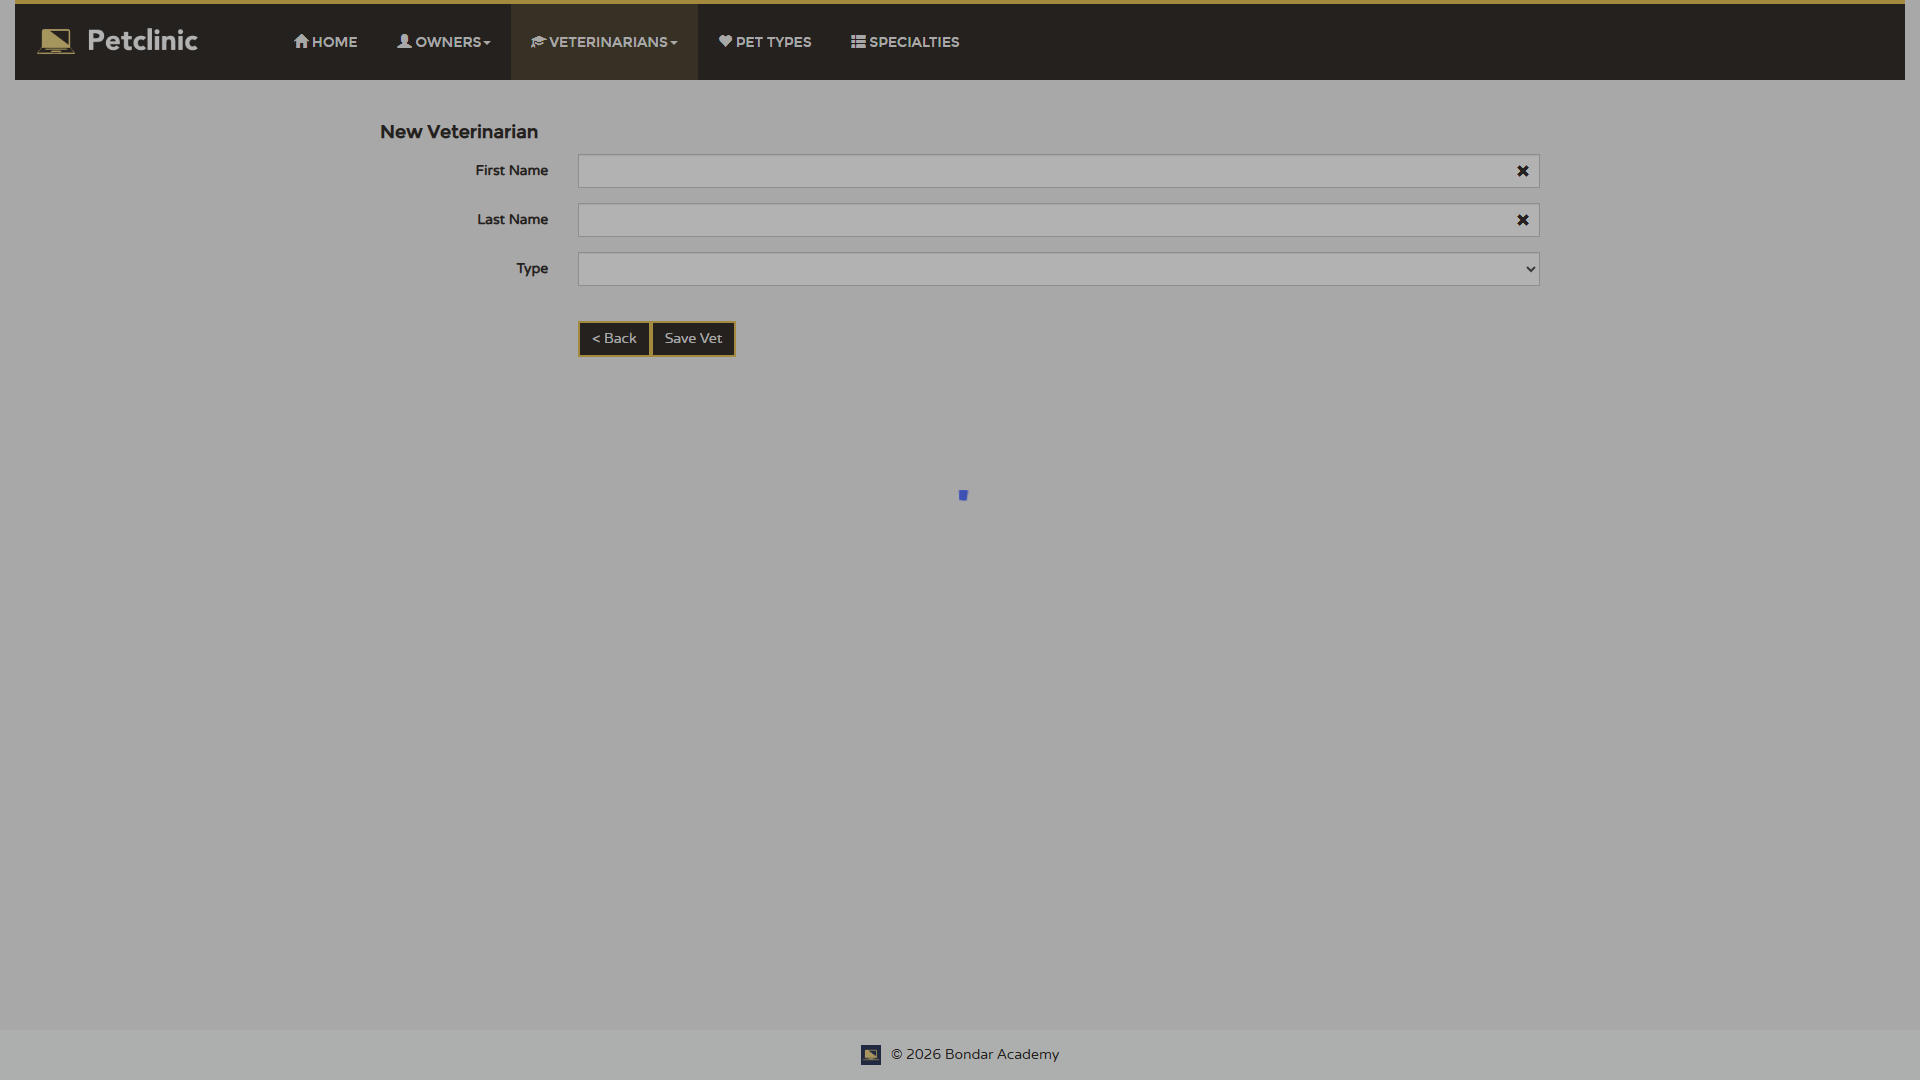 Petclinic
HOME
OWNERS
VETERINARIANS
PET TYPES
SPECIALTIES
New Veterinarian
First Name
Last Name
Type
< Back
Save Vet
© 2026 Bondar Academy